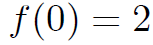 f(0) = 2